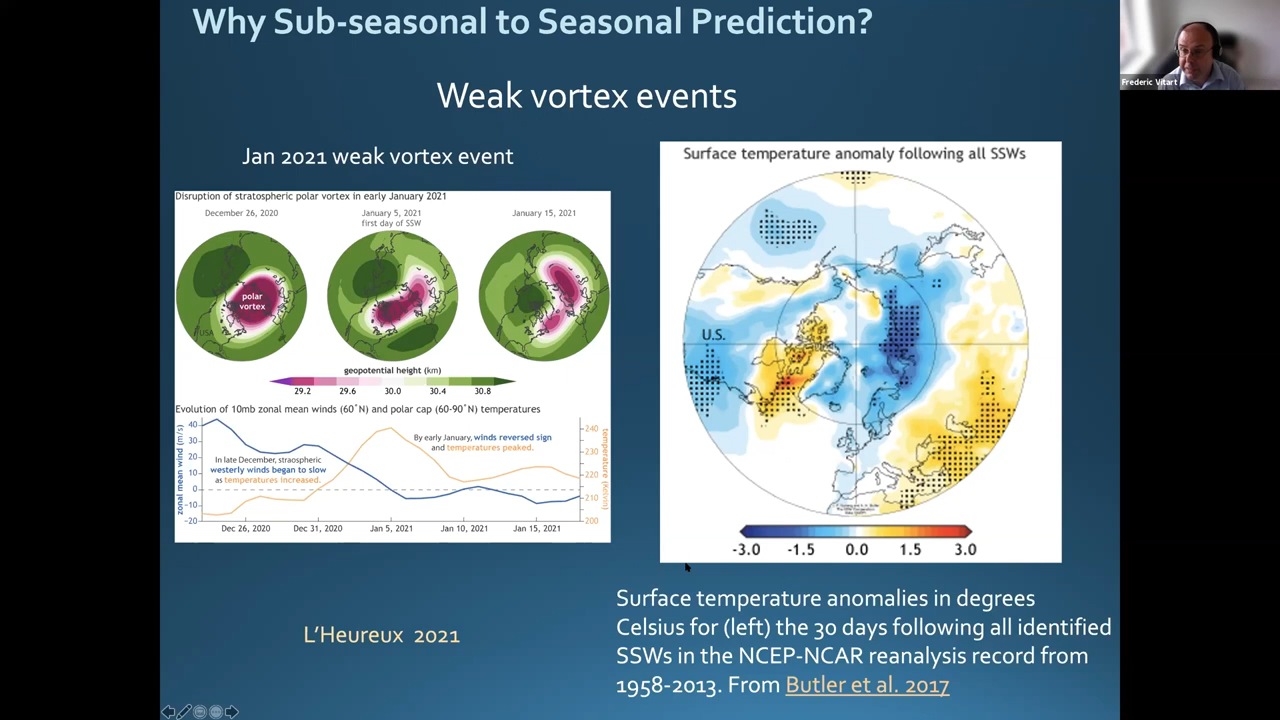 Why Sub-seasonal to Seasonal Prediction?
Frederic Vitart
Weak vortex events
Jan 2021 weak vortex event
Disruption of stratospheric polar vortex in early January 2021
December 26, 2020
January 5, 2021
first day of SSW
January 15, 2021
polar
vortex
USA
geopotential height (km)
29.2 29.6 30.0 30.4 30.8
Evolution of 10mb zonal mean winds (60°N) and polar cap (60-90°N) temperatures
zonal mean wind (m/s)
40
30
20
10
0
-10
-20
In late December, straospheric
westerly winds began to slow
as temperatures increased.
By early January, winds reversed sign
and temperatures peaked.
240
230
220
210
200
temperature (Kelvin)
Dec 26, 2020 Dec 31, 2020 Jan 5, 2021 Jan 10, 2021 Jan 15, 2021
L'Heureux 2021
Surface temperature anomaly following all SSWs
U.S.
-3.0 -1.5 0.0 1.5 3.0
Surface temperature anomalies in degrees
Celsius for (left) the 30 days following all identified
SSWs in the NCEP-NCAR reanalysis record from
1958-2013. From Butler et al. 2017